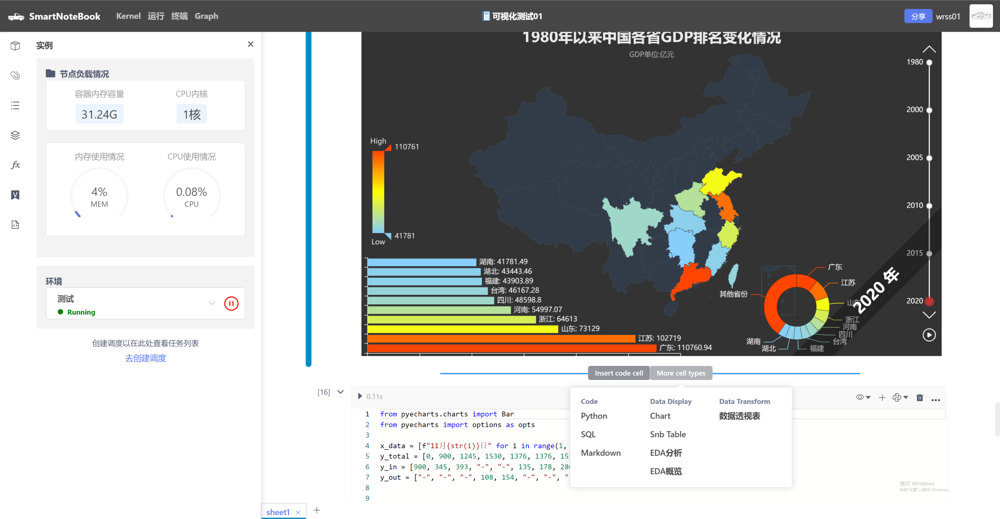 SmartNoteBook
Kernel 运行 终端 Graph
可视化测试01
分享 wrss01
实例
节点负载情况
容器内存容量 CPU内核
31.24G 1核
内存使用情况 CPU使用情况
4% 0.08%
MEM CPU
环境
测试
Running
创建调度以在此处查看任务列表
去创建调度
1980年以来中国各省GDP排名变化情况
GDP单位:亿元
High
110761
41781
Low
湖南: 41781.49
湖北: 43443.46
福建: 43903.89
台湾: 46167.28
四川: 48598.8
河南: 54997.07
浙江: 64613
山东: 73129
江苏: 102719
广东: 110760.94
1980
2000
2005
2010
2015
2020
广东
江苏
山东
浙江
河南
四川
台湾
福建
湖北
湖南
其他省份
2020 年
Insert code cell More cell types
[16]
0.11s
1 from pyecharts.charts import Bar
2 from pyecharts import options as opts
3
4 x_data = [f"11月{str(i)}日" for i in range(1,
5 y_total = [0, 900, 1245, 1530, 1376, 1376, 15
6 y_in = [900, 345, 393, "-", "-", 135, 178, 28
7 y_out = ["-", "-", "-", 108, 154, "-", "-", "
8
9
Code
Python
SQL
Markdown
Data Display
Chart
Snb Table
EDA分析
EDA概览
Data Transform
数据透视表
激活 Windows
转到"设置"以激活 Windows。
sheet1